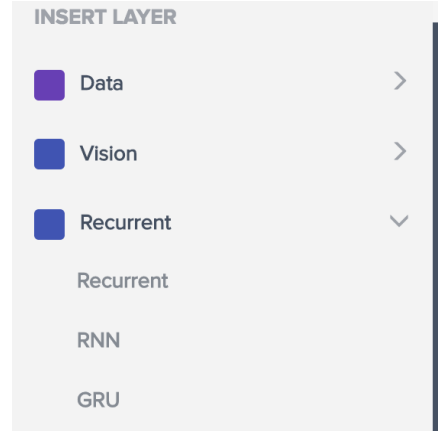 INSERT LAYER
Data
Vision
Recurrent
Recurrent
RNN
GRU